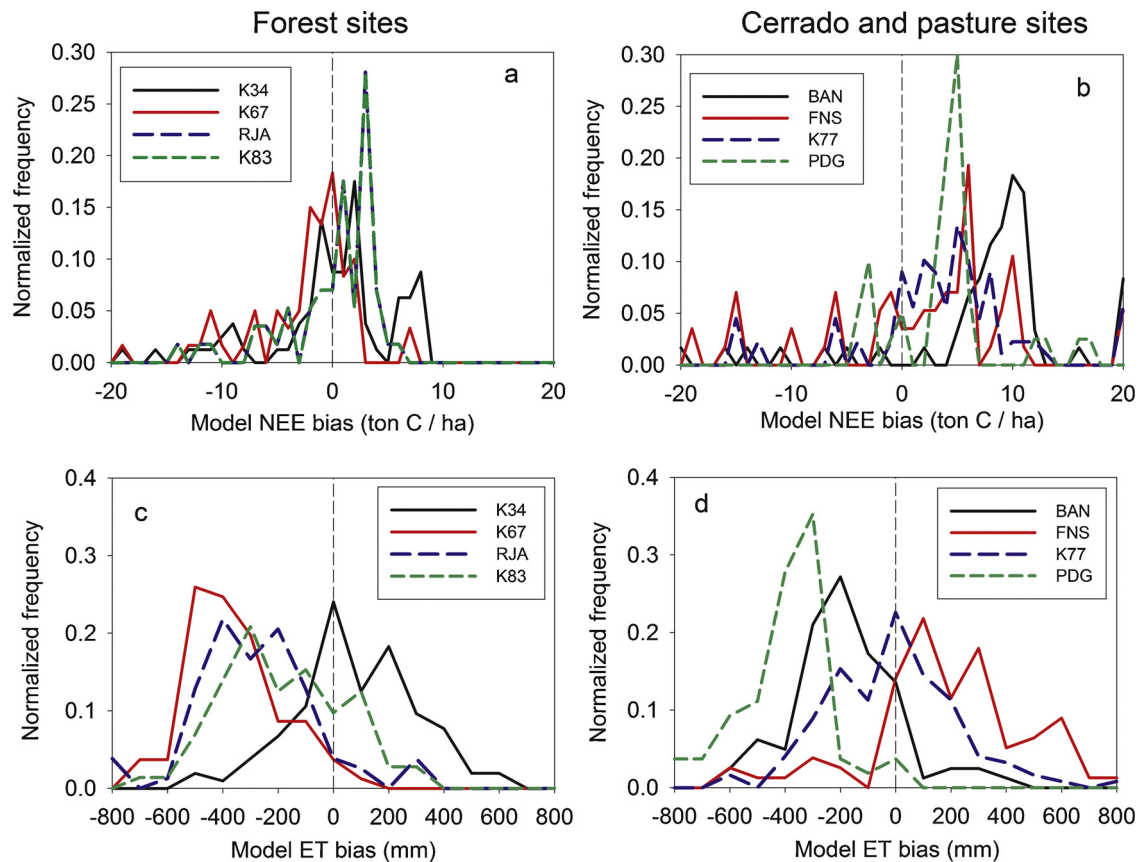 Forest sites
Cerrado and pasture sites
a
Normalized frequency
0.30
0.25
0.20
0.15
0.10
0.05
0.00
K34
K67
RJA
K83
-20 -10 0 10 20
Model NEE bias (ton C / ha)
b
Normalized frequency
0.30
0.25
0.20
0.15
0.10
0.05
0.00
BAN
FNS
K77
PDG
-20 -10 0 10 20
Model NEE bias (ton C / ha)
c
Normalized frequency
0.4
0.3
0.2
0.1
0.0
K34
K67
RJA
K83
-800 -600 -400 -200 0 200 400 600 800
Model ET bias (mm)
d
Normalized frequency
0.4
0.3
0.2
0.1
0.0
BAN
FNS
K77
PDG
-800 -600 -400 -200 0 200 400 600 800
Model ET bias (mm)